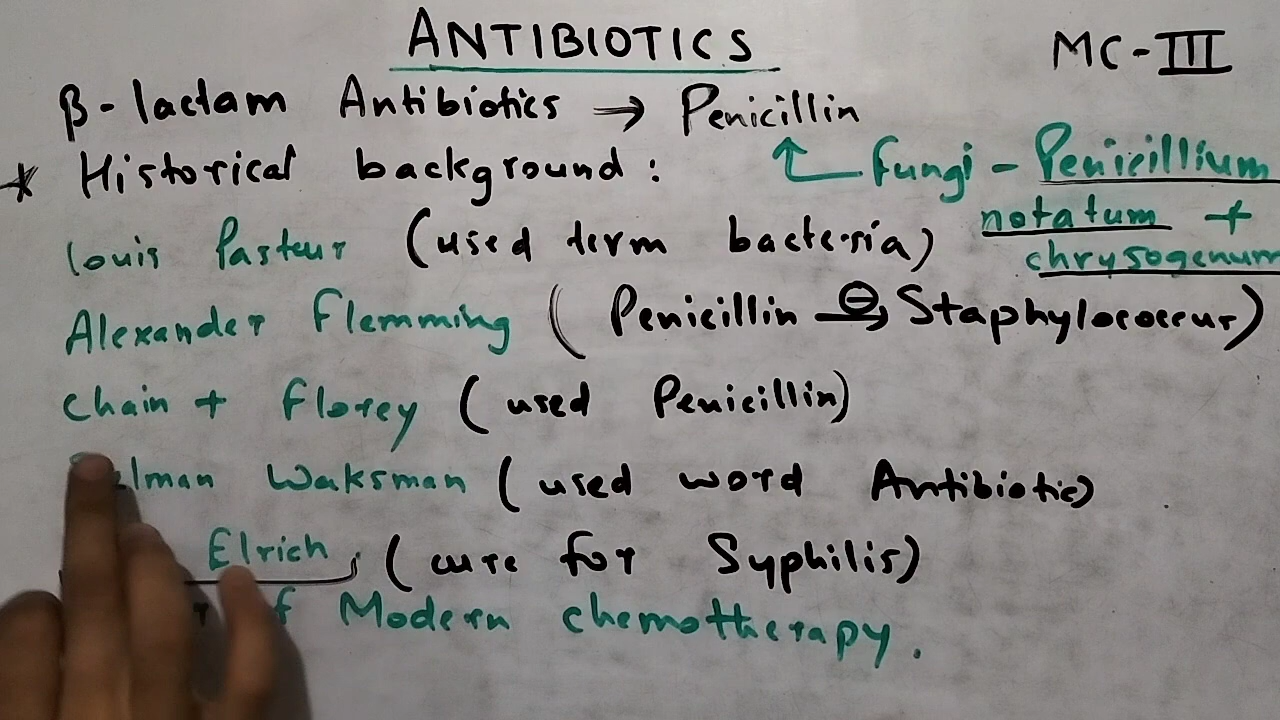 ANTIBIOTICS
MC-III
β-lactam Antibiotics → Penicillin
* Historical background:
↑ fungi - Penicillium
notatum +
chrysogenum
Louis Pasteur (used term bacteria)
Alexander Flemming (Penicillin ⊖→ Staphylococcus)
Chain + Florey (used Penicillin)
elman Waksman (used word Antibiotic)
Elrich (cure for Syphilis)
Modern chemotherapy.